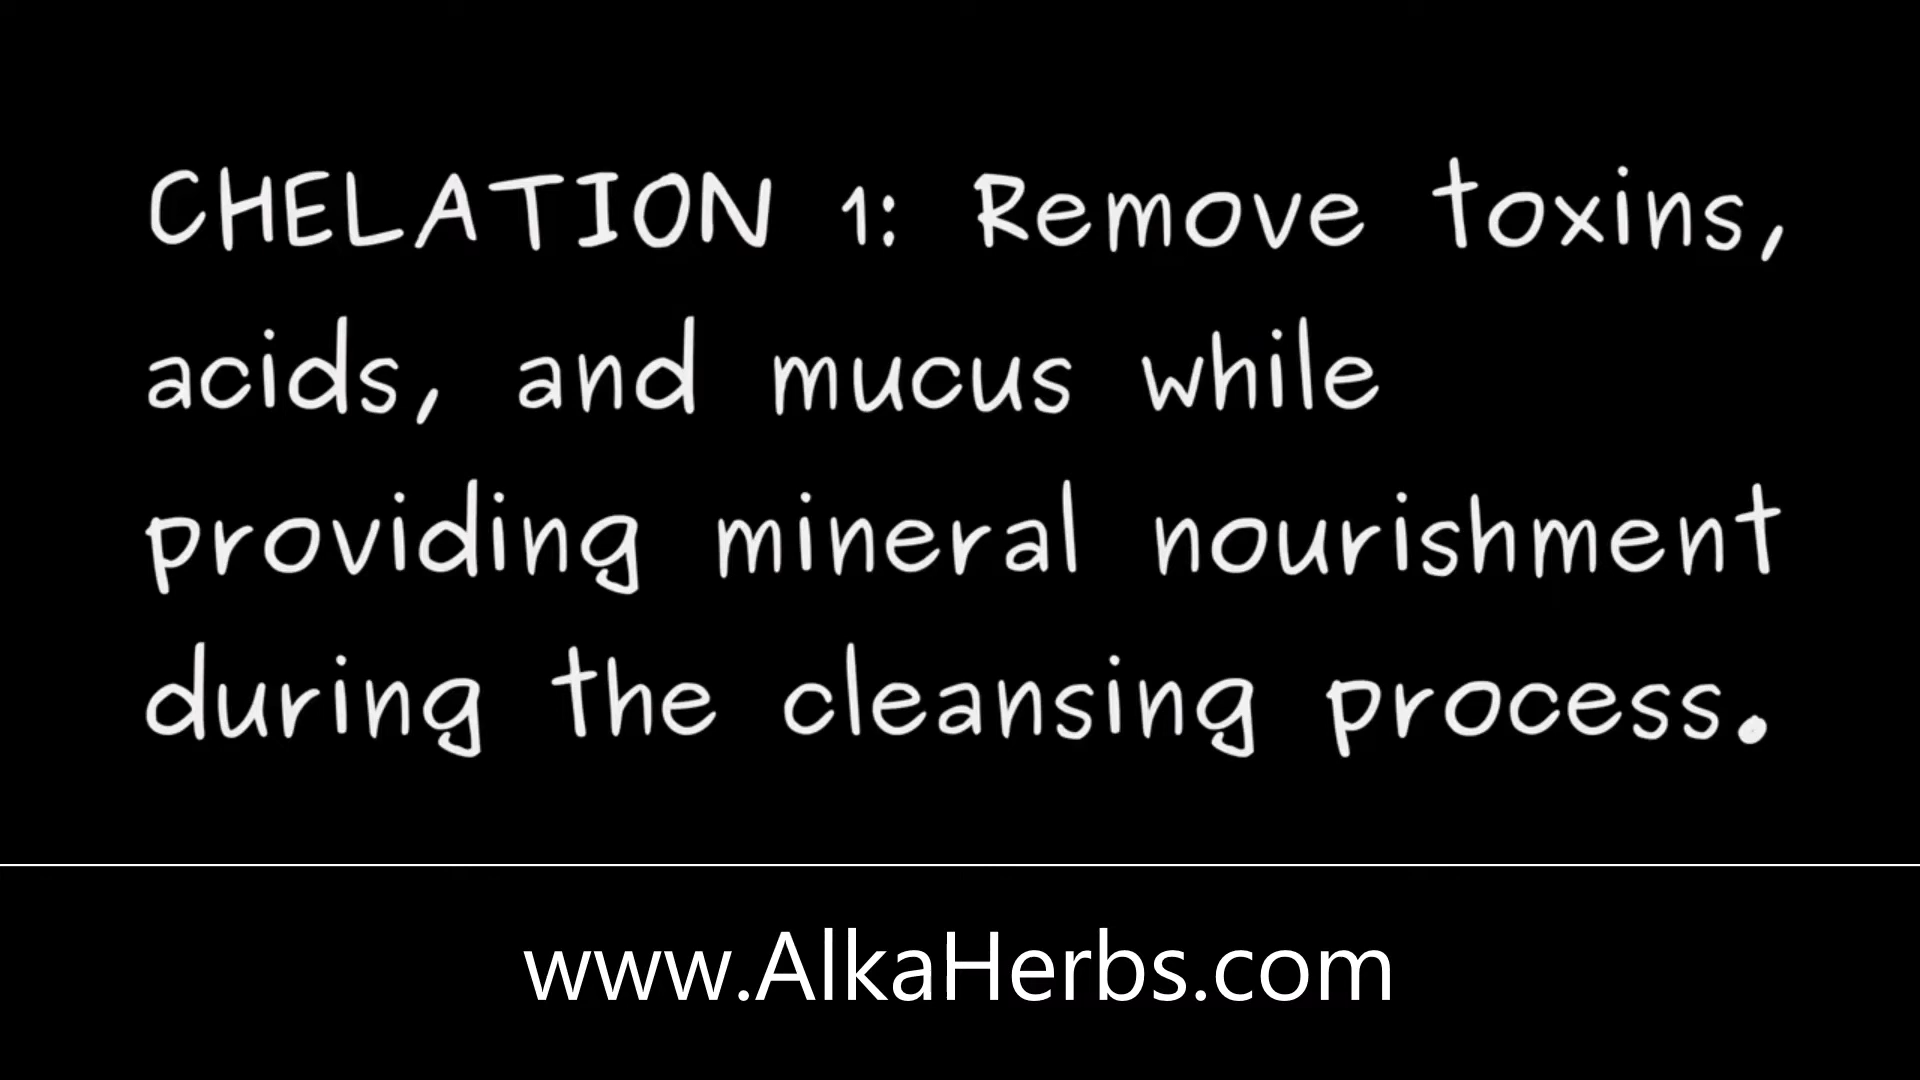 CHELATION 1: Remove toxins,
acids, and mucus while
providing mineral nourishment
during the cleansing process.
www.AlkaHerbs.com